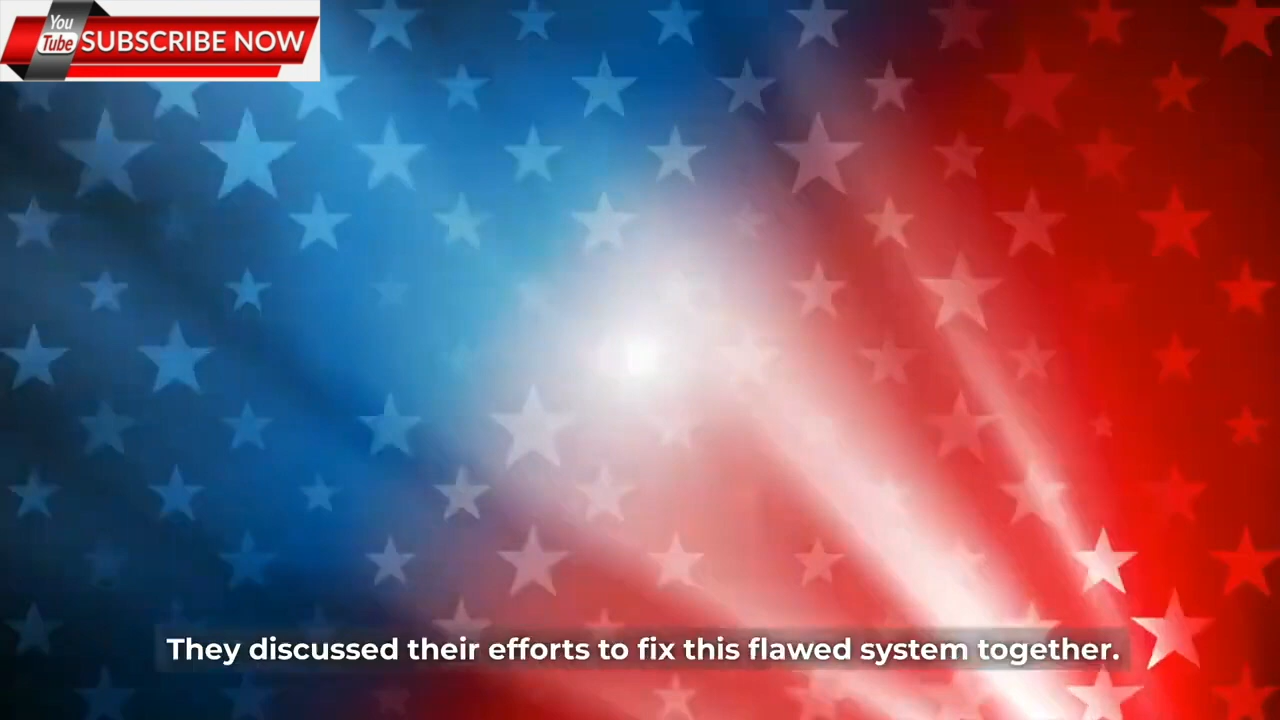 You
Tube
SUBSCRIBE NOW
They discussed their efforts to fix this flawed system together.